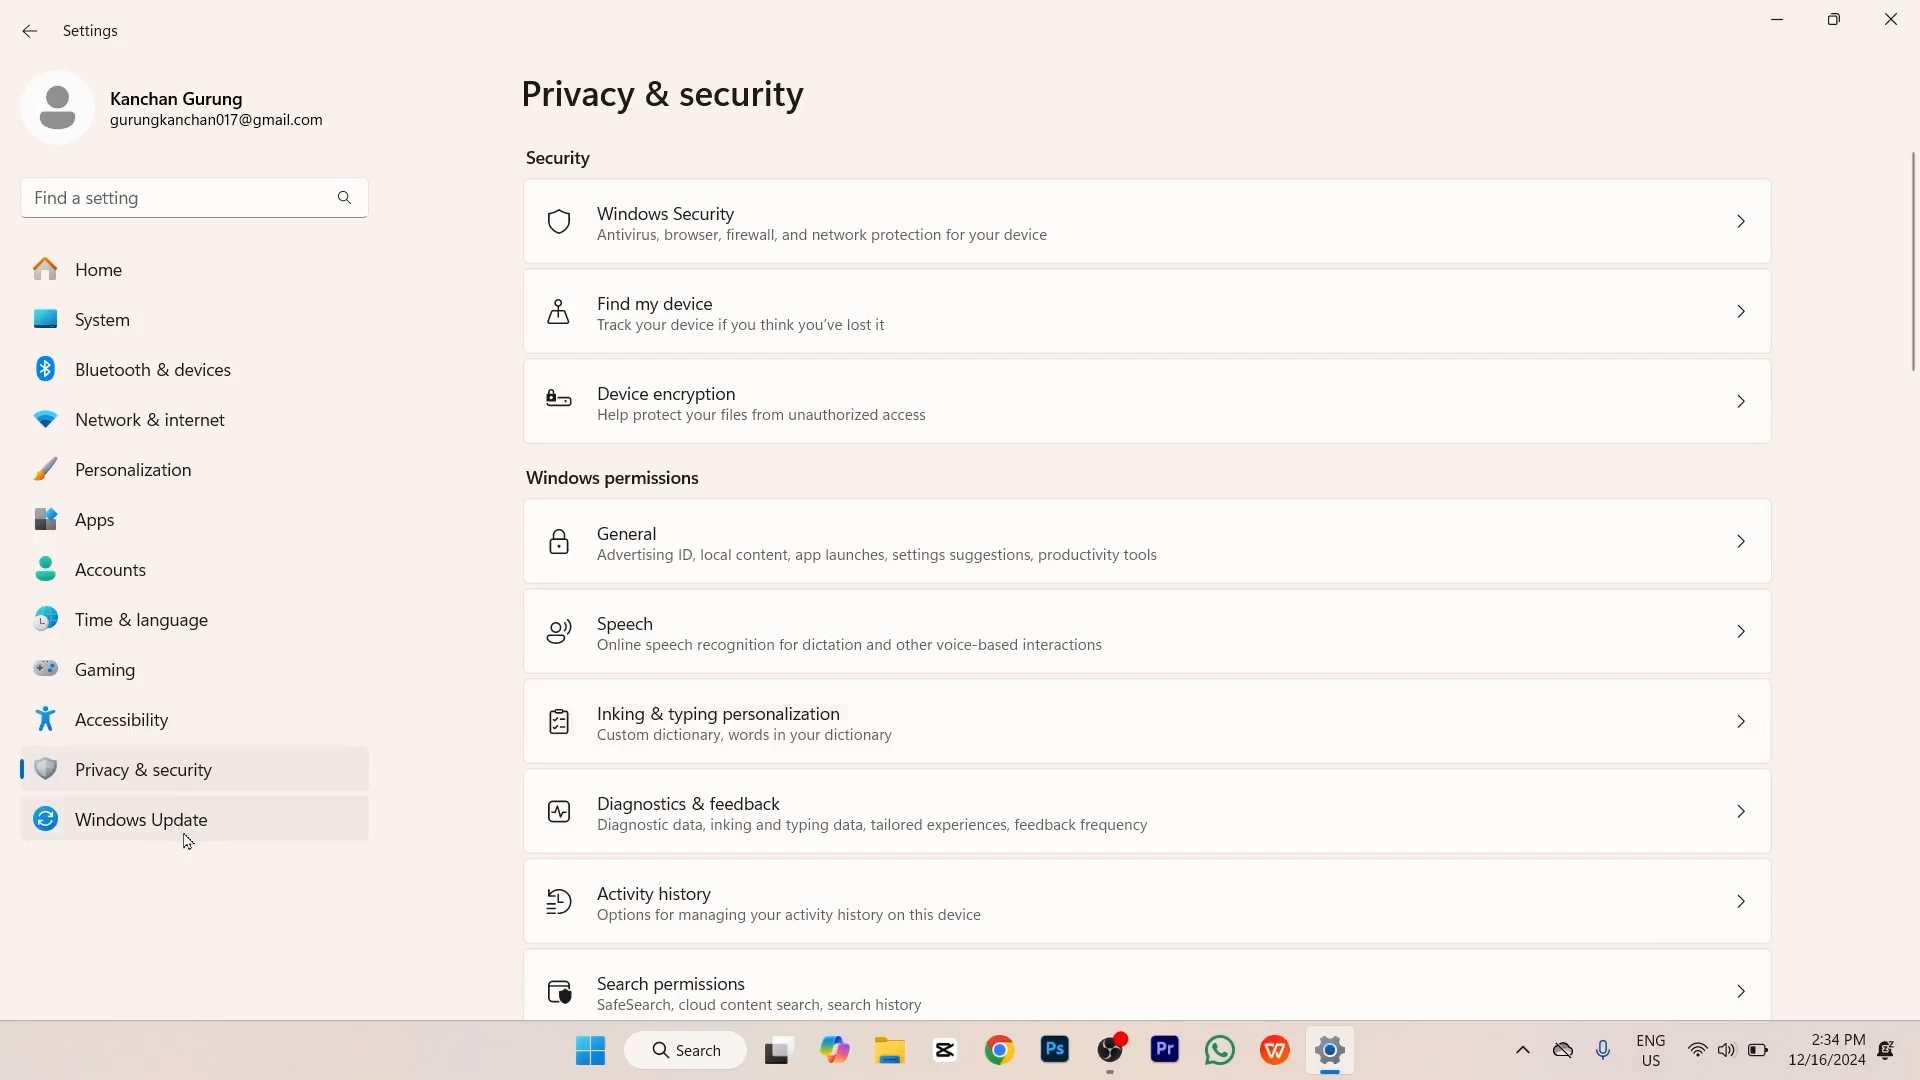 Settings
Kanchan Gurung
gurungkanchan017@gmail.com
Find a setting
Home
System
Bluetooth & devices
Network & internet
Personalization
Apps
Accounts
Time & language
Gaming
Accessibility
Privacy & security
Windows Update
Privacy & security
Security
Windows Security
Antivirus, browser, firewall, and network protection for your device
Find my device
Track your device if you think you've lost it
Device encryption
Help protect your files from unauthorized access
Windows permissions
General
Advertising ID, local content, app launches, settings suggestions, productivity tools
Speech
Online speech recognition for dictation and other voice-based interactions
Inking & typing personalization
Custom dictionary, words in your dictionary
Diagnostics & feedback
Diagnostic data, inking and typing data, tailored experiences, feedback frequency
Activity history
Options for managing your activity history on this device
Search permissions
SafeSearch, cloud content search, search history
Search
Ps
Pr
ENG
US
2:34 PM
12/16/2024